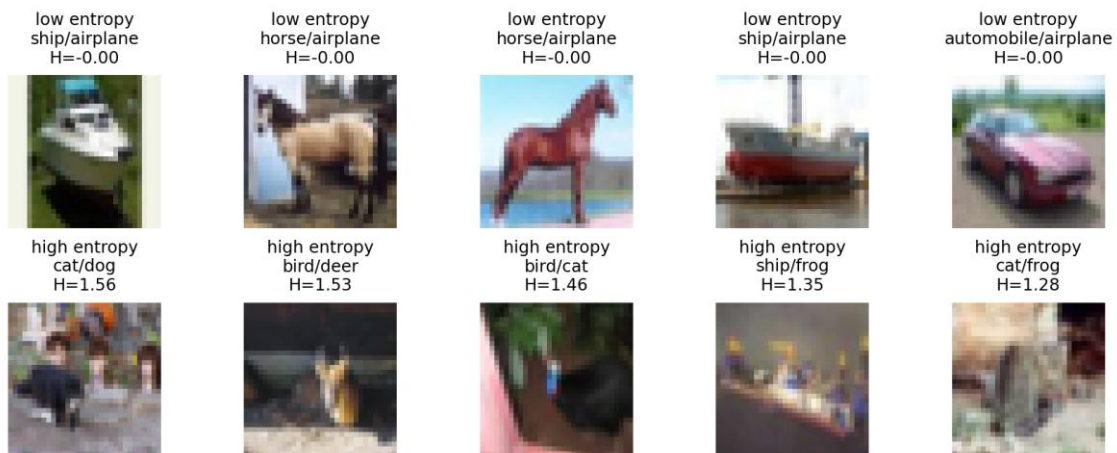 low entropy
ship/airplane
H=-0.00
low entropy
horse/airplane
H=-0.00
low entropy
horse/airplane
H=-0.00
low entropy
ship/airplane
H=-0.00
low entropy
automobile/airplane
H=-0.00
high entropy
cat/dog
H=1.56
high entropy
bird/deer
H=1.53
high entropy
bird/cat
H=1.46
high entropy
ship/frog
H=1.35
high entropy
cat/frog
H=1.28